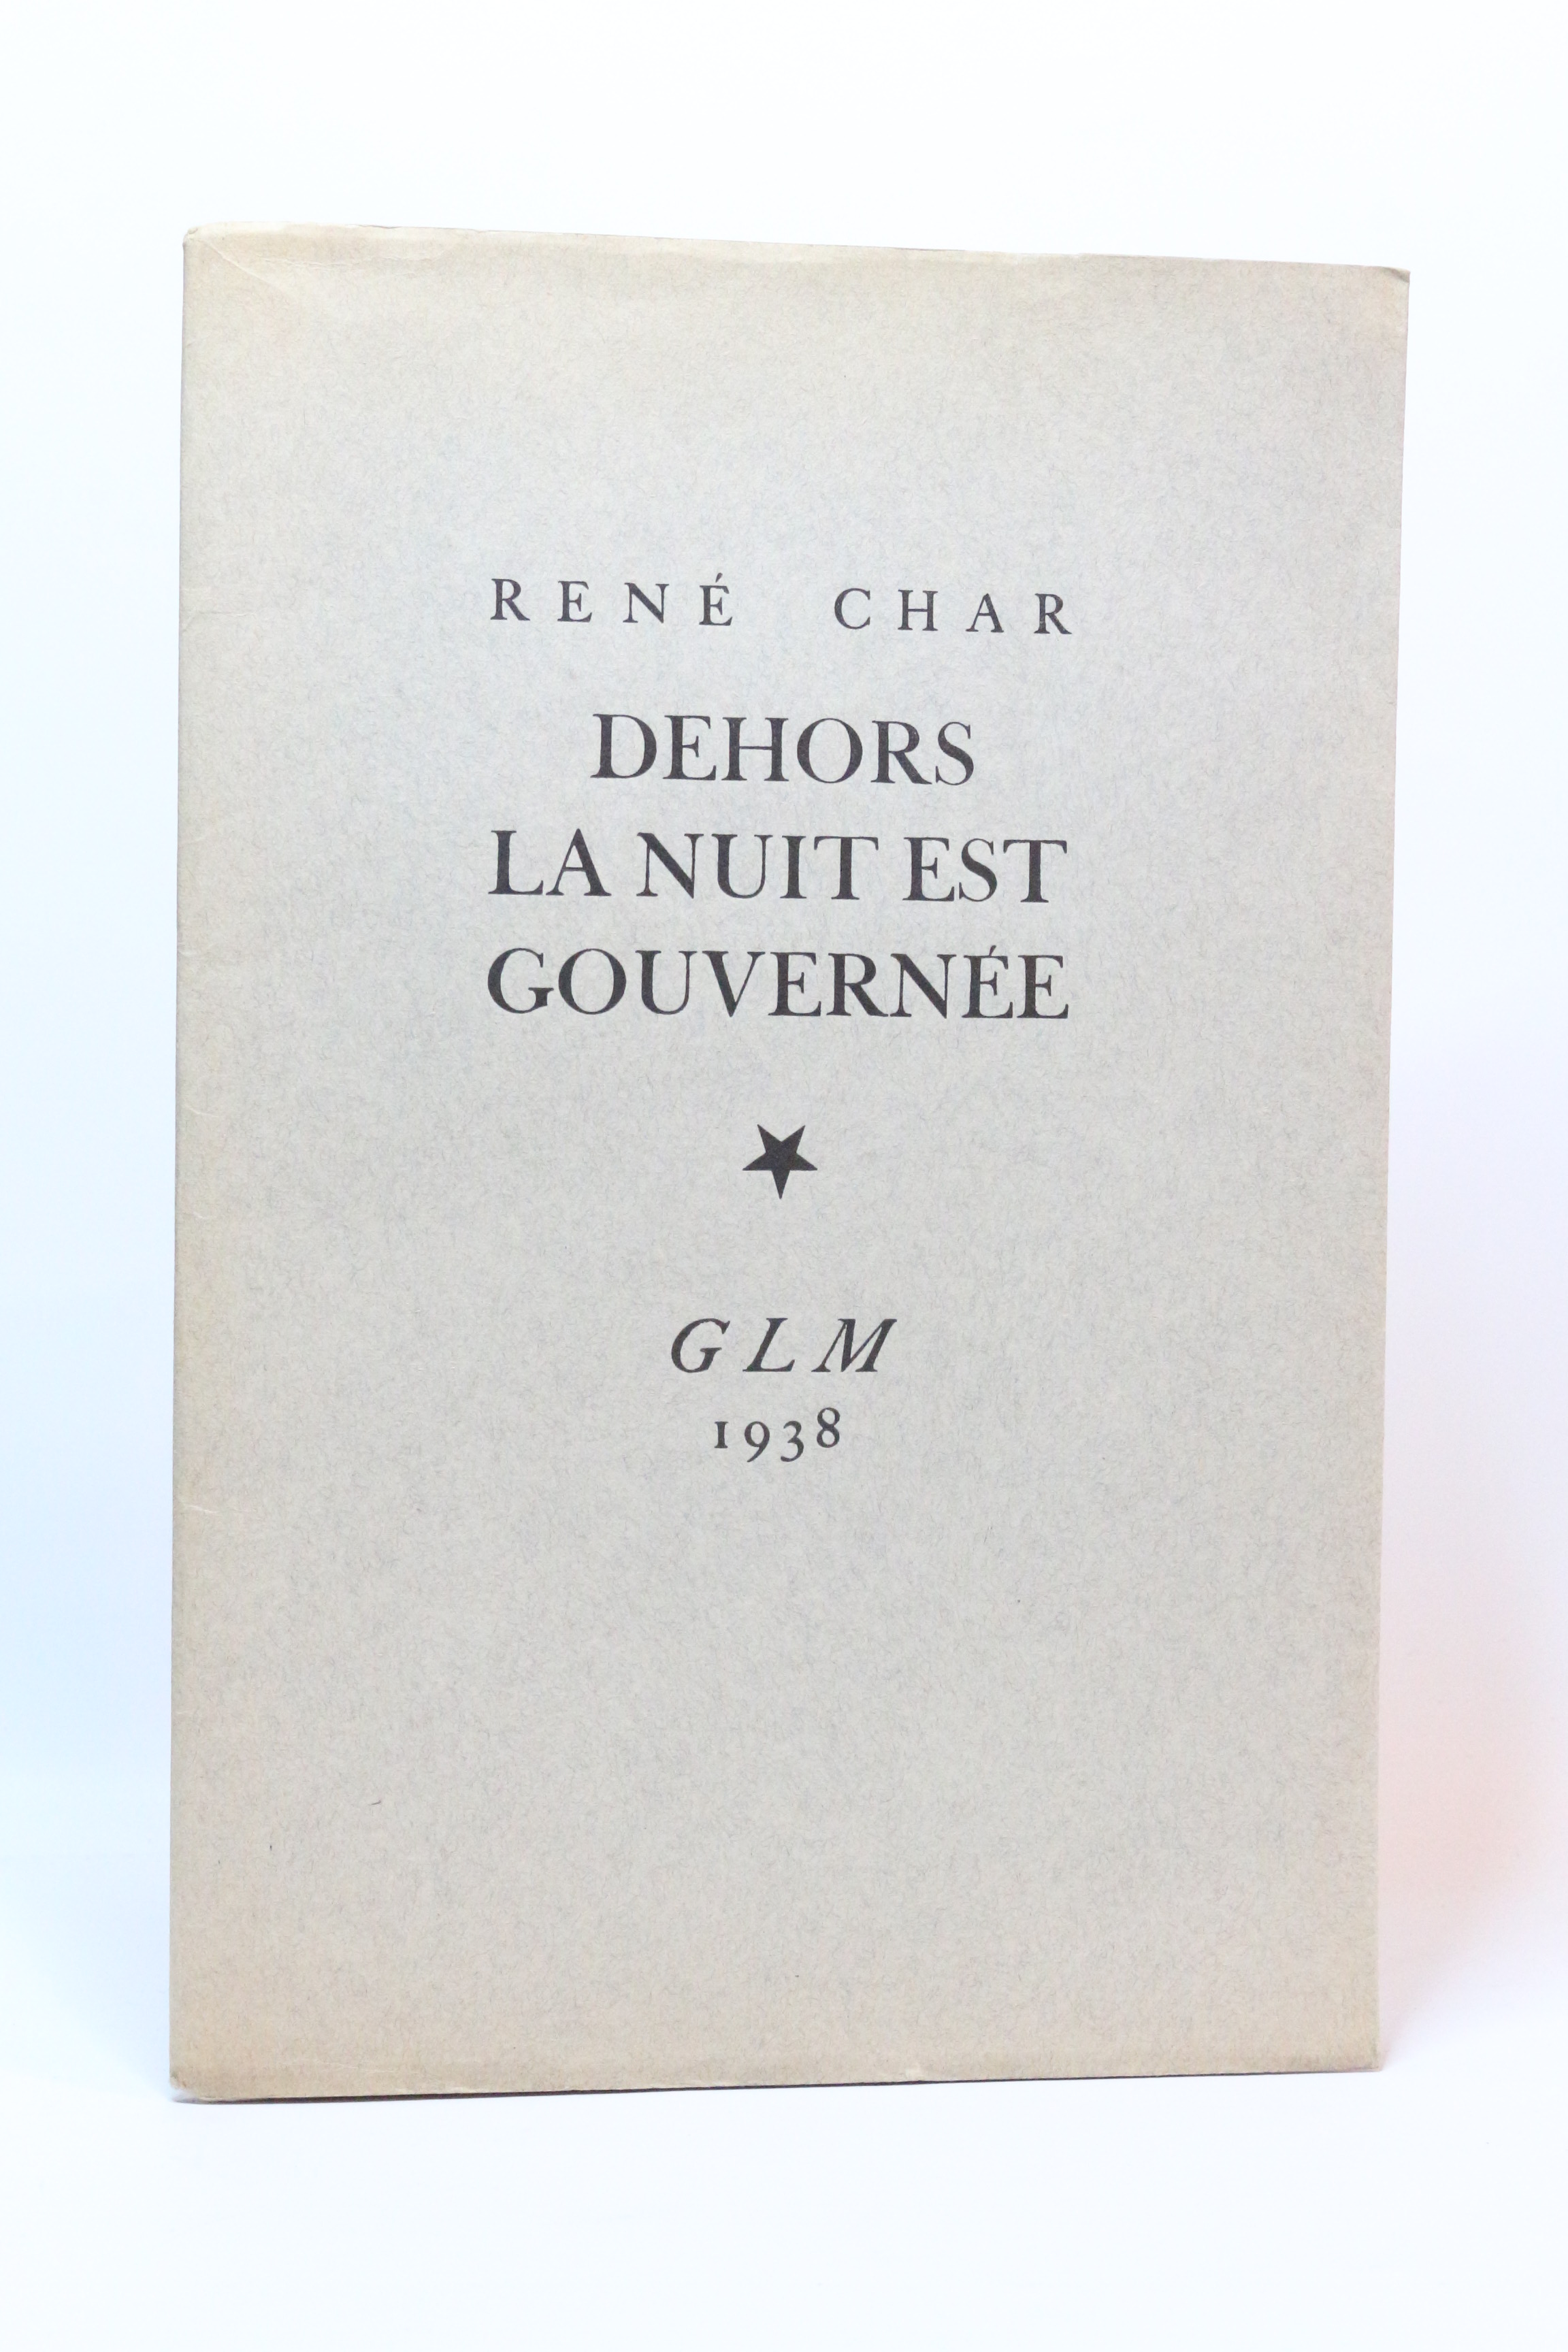 RENÉ CHAR
DEHORS
LA NUIT EST
GOUVERNÉE
GLM
1938